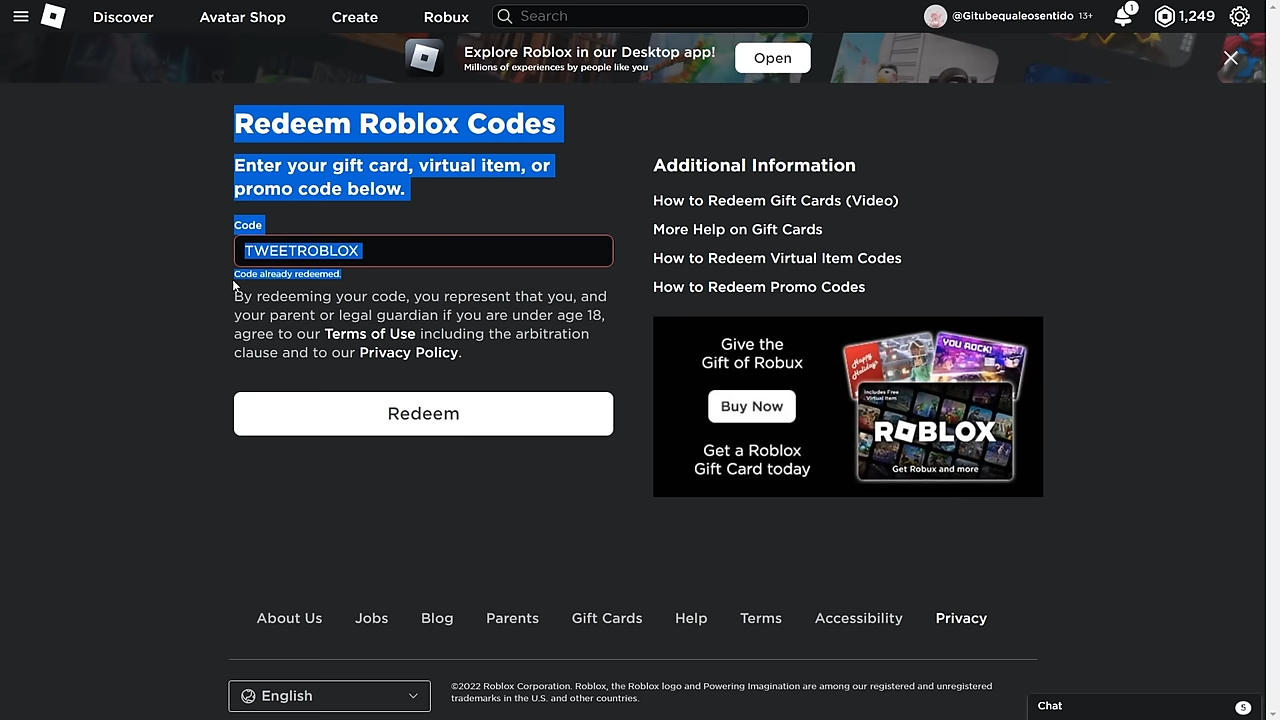 Discover
Avatar Shop
Create
Robux
Search
@Gitubequaleosentido 13+
1
1,249
Explore Roblox in our Desktop app!
Millions of experiences by people like you
Open
Redeem Roblox Codes
Enter your gift card, virtual item, or
promo code below.
Code
TWEETROBLOX
Code already redeemed.
By redeeming your code, you represent that you, and
your parent or legal guardian if you are under age 18,
agree to our Terms of Use including the arbitration
clause and to our Privacy Policy.
Redeem
Additional Information
How to Redeem Gift Cards (Video)
More Help on Gift Cards
How to Redeem Virtual Item Codes
How to Redeem Promo Codes
Give the
Gift of Robux
Buy Now
Get a Roblox
Gift Card today
Happy
Holidays
YOU ROCK!
Includes Free
Virtual Item
ROBLOX
Get Robux and more
About Us
Jobs
Blog
Parents
Gift Cards
Help
Terms
Accessibility
Privacy
English
©2022 Roblox Corporation. Roblox, the Roblox logo and Powering Imagination are among our registered and unregistered
trademarks in the U.S. and other countries.
Chat
5